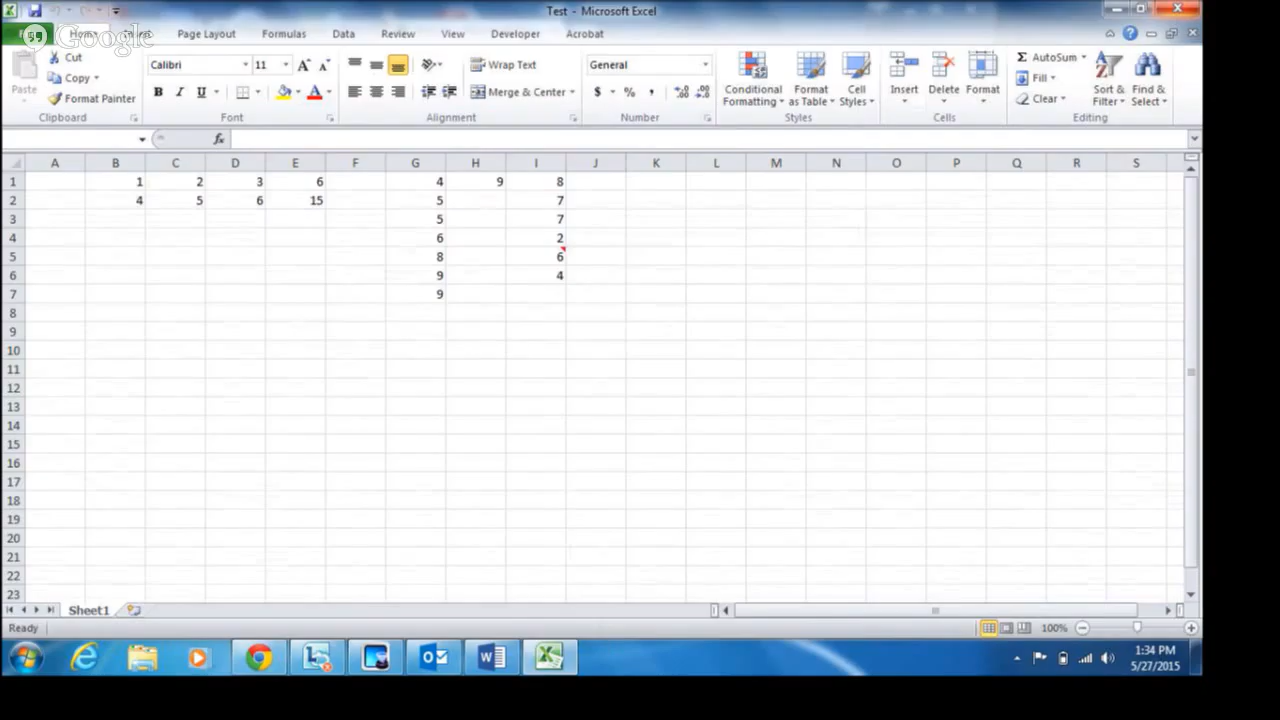 Test - Microsoft Excel
Google
Home Insert Page Layout Formulas Data Review View Developer Acrobat
Paste
Cut
Copy
Format Painter
Clipboard
Calibri 11
B I U A
Font
Wrap Text
Merge & Center
Alignment
General
$ % ,
Number
Conditional Formatting
Format as Table
Cell Styles
Styles
Insert
Delete
Format
Cells
Σ AutoSum
Fill
Clear
Sort & Filter
Find & Select
Editing
fx
A B C D E F G H I J K L M N O P Q R S
1 1 2 3 6 4 9 8
2 4 5 6 15 5 7
3 5 7
4 6 2
5 8 6
6 9 4
7 9
8
9
10
11
12
13
14
15
16
17
18
19
20
21
22
23
Sheet1
Ready
100%
1:34 PM
5/27/2015